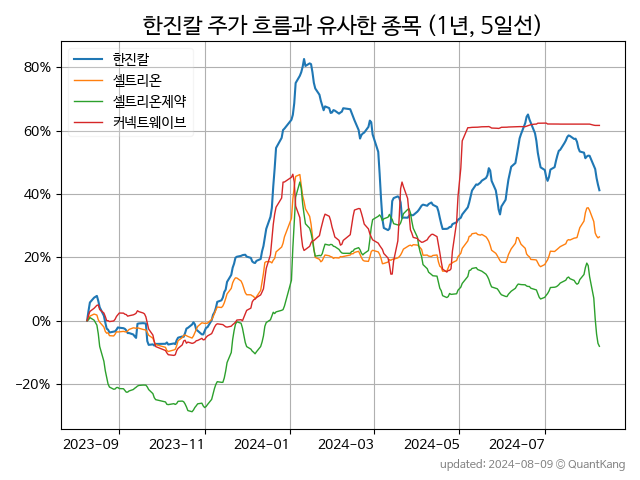 한진칼 주가 흐름과 유사한 종목 (1년, 5일선)
한진칼
셀트리온
셀트리온제약
커넥트웨이브
80%
60%
40%
20%
0%
−20%
2023-09 2023-11 2024-01 2024-03 2024-05 2024-07
updated: 2024-08-09 © QuantKang